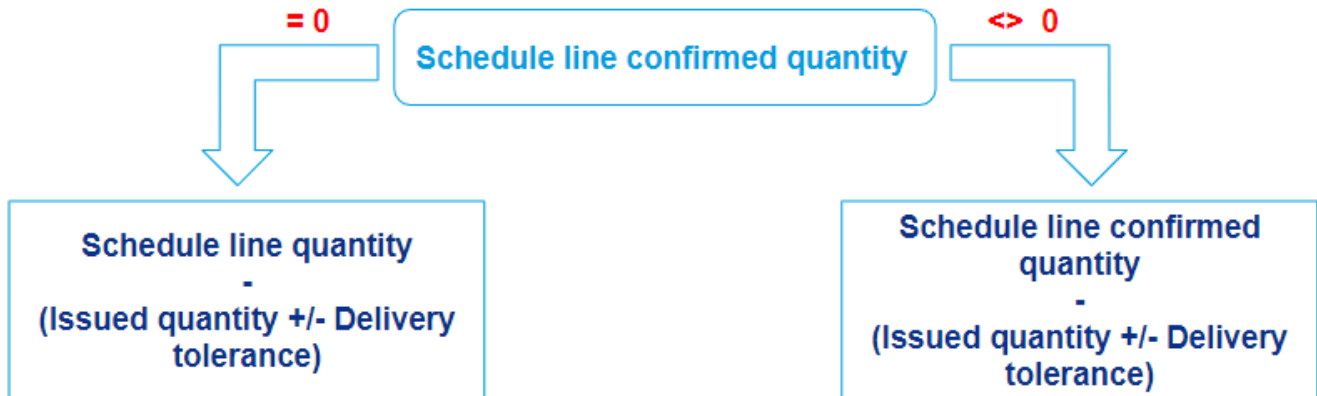 = 0
Schedule line confirmed quantity
<> 0
Schedule line quantity
-
(Issued quantity +/- Delivery
tolerance)
Schedule line confirmed
quantity
-
(Issued quantity +/- Delivery
tolerance)